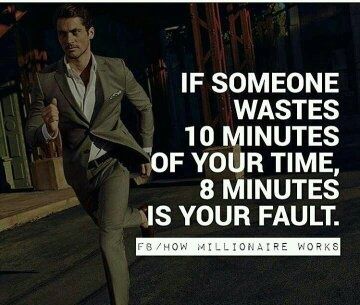 IF SOMEONE
WASTES
10 MINUTES
OF YOUR TIME,
8 MINUTES
IS YOUR FAULT.
FB/HOW MILLIONAIRE WORKS